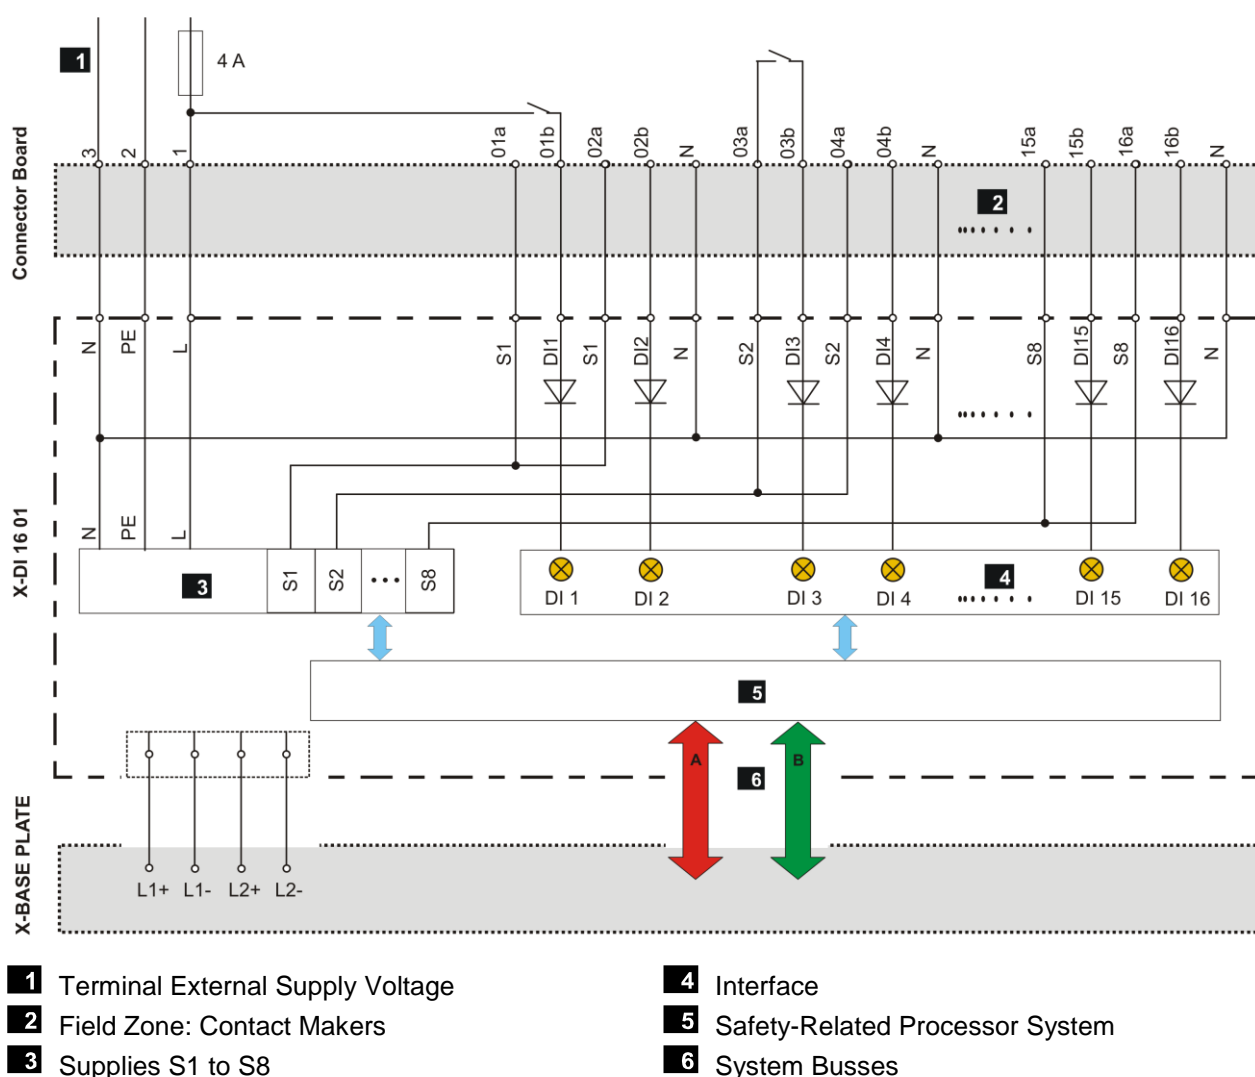 1
4 A
Connector Board
3
2
1
01a
01b
02a
02b
N
03a
03b
04a
04b
N
15a
15b
16a
16b
N
2
X-DI 16 01
N
PE
L
S1
DI1
S1
DI2
N
S2
DI3
S2
DI4
N
S8
DI15
S8
DI16
N
N
PE
L
3
S1
S2
S8
4
DI 1
DI 2
DI 3
DI 4
DI 15
DI 16
5
A
B
6
X-BASE PLATE
L1+ L1- L2+ L2-
1 Terminal External Supply Voltage
2 Field Zone: Contact Makers
3 Supplies S1 to S8
4 Interface
5 Safety-Related Processor System
6 System Busses